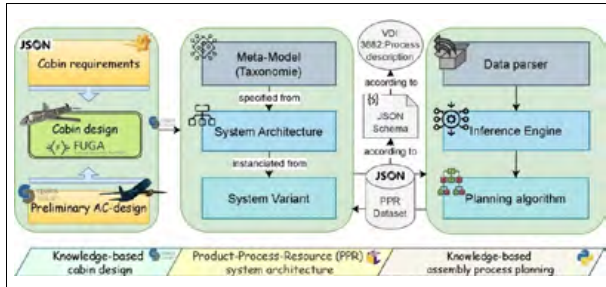 JSON
Cabin requirements
Cabin design
FUGA
Preliminary AC-design
Meta-Model
(Taxonomie)
specified from
System Architecture
instanciated from
System Variant
VDI
3682:Process
description
according to
{§}
JSON
Schema
according to
JSON
PPR
Dataset
Data parser
Inference Engine
Planning algorithm
Knowledge-based
cabin design
Product-Process-Resource (PPR)
system architecture
Knowledge-based
assembly process planning